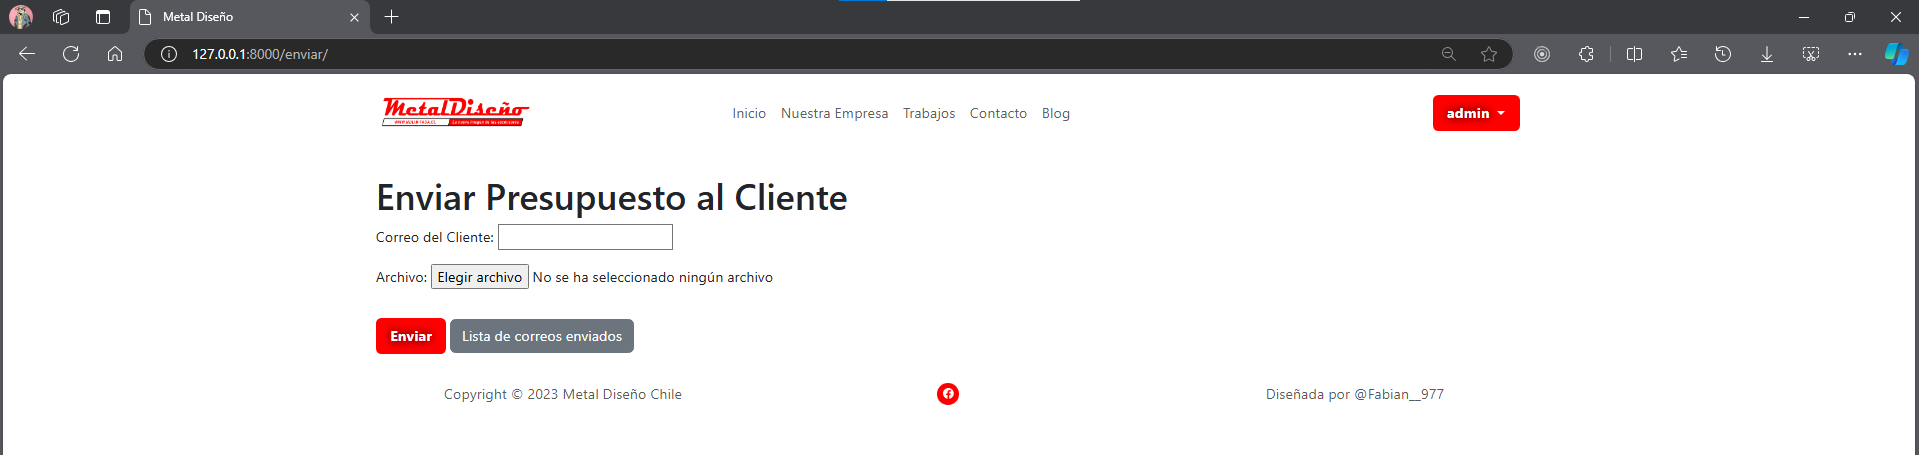 Metal Diseño
127.0.0.1:8000/enviar/
MetalDiseño
Inicio Nuestra Empresa Trabajos Contacto Blog
admin
Enviar Presupuesto al Cliente
Correo del Cliente:
Archivo: Elegir archivo No se ha seleccionado ningún archivo
Enviar Lista de correos enviados
Copyright © 2023 Metal Diseño Chile
Diseñada por @Fabian__977